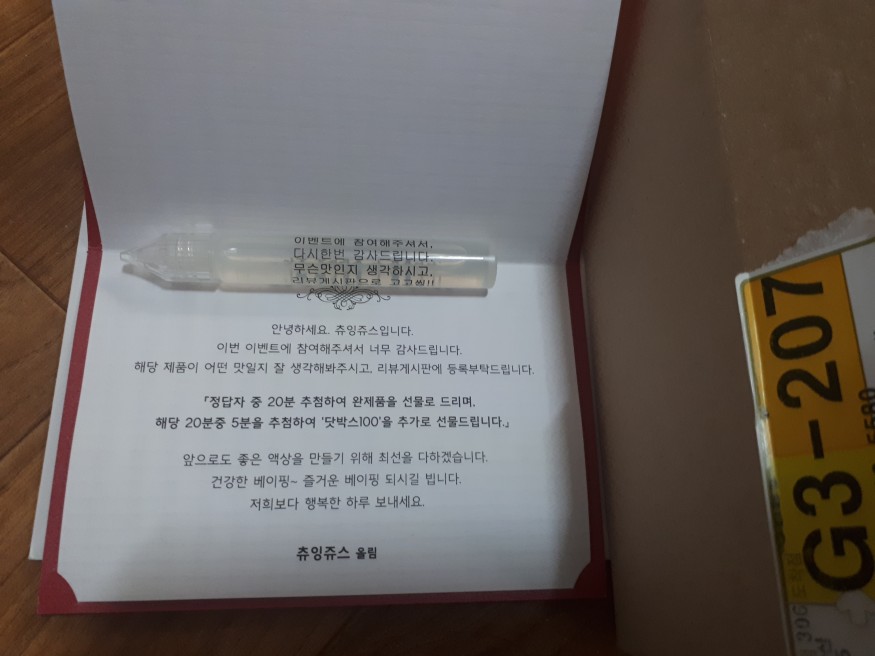 이벤트에 참여해주셔서,
다시한번 감사드립니다.
무슨맛인지 생각하시고,
리뷰게시판으로 고고씽!!
안녕하세요. 츄잉쥬스입니다.
이번 이벤트에 참여해주셔서 너무 감사드립니다.
해당 제품이 어떤 맛일지 잘 생각해봐주시고, 리뷰게시판에 등록부탁드립니다.
「정답자 중 20분 추첨하여 완제품을 선물로 드리며,
해당 20분중 5분을 추첨하여 '닷박스100'을 추가로 선물드립니다.」
앞으로도 좋은 액상을 만들기 위해 최선을 다하겠습니다.
건강한 베이핑~ 즐거운 베이핑 되시길 빕니다.
저희보다 행복한 하루 보내세요.
츄잉쥬스 올림
G3-207